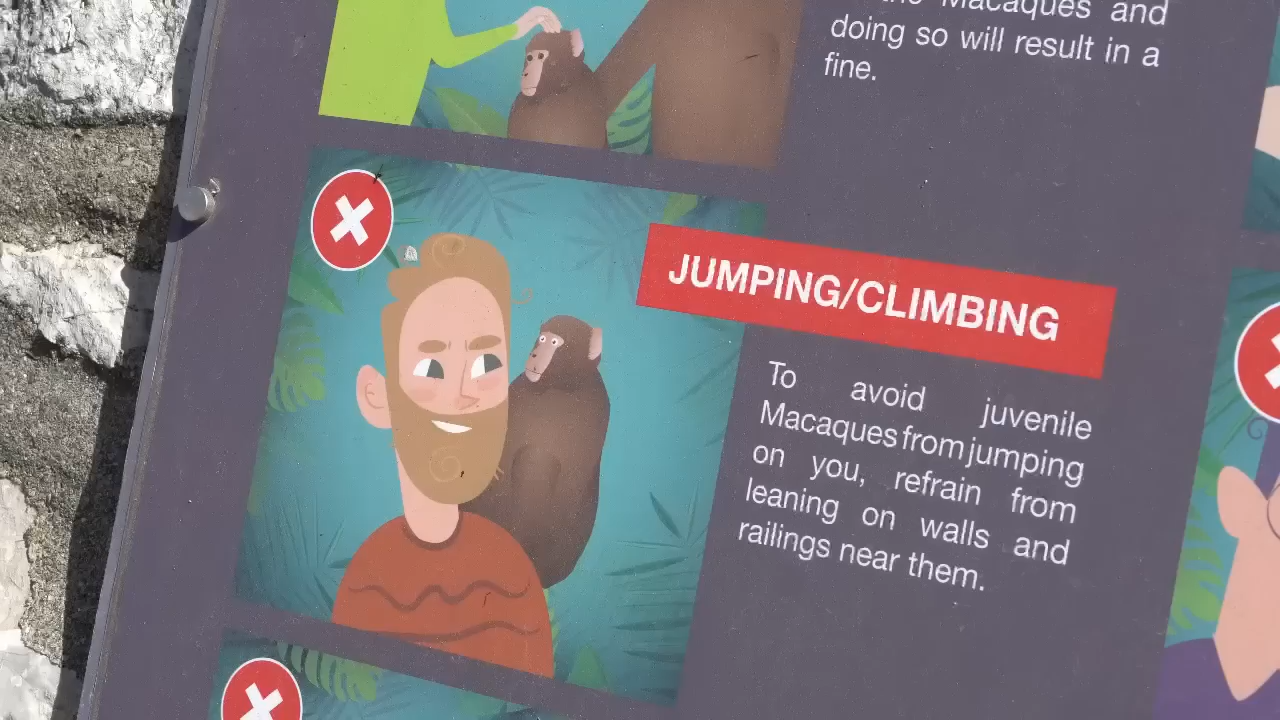 the Macaques and
doing so will result in a
fine.
JUMPING/CLIMBING
To avoid juvenile
Macaques from jumping
on you, refrain from
leaning on walls and
railings near them.